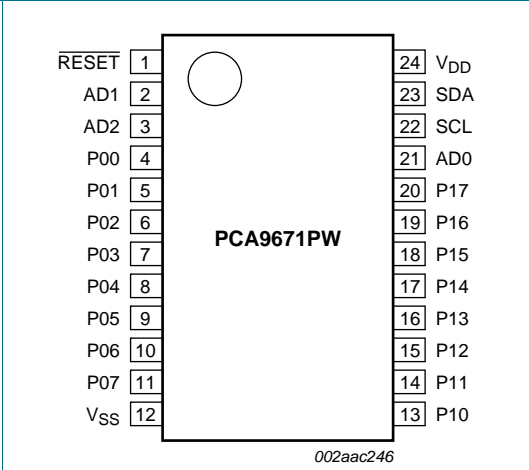 RESET 1 24 VDD
AD1 2 23 SDA
AD2 3 22 SCL
P00 4 21 AD0
P01 5 20 P17
P02 6 19 P16
PCA9671PW
P03 7 18 P15
P04 8 17 P14
P05 9 16 P13
P06 10 15 P12
P07 11 14 P11
VSS 12 13 P10
002aac246